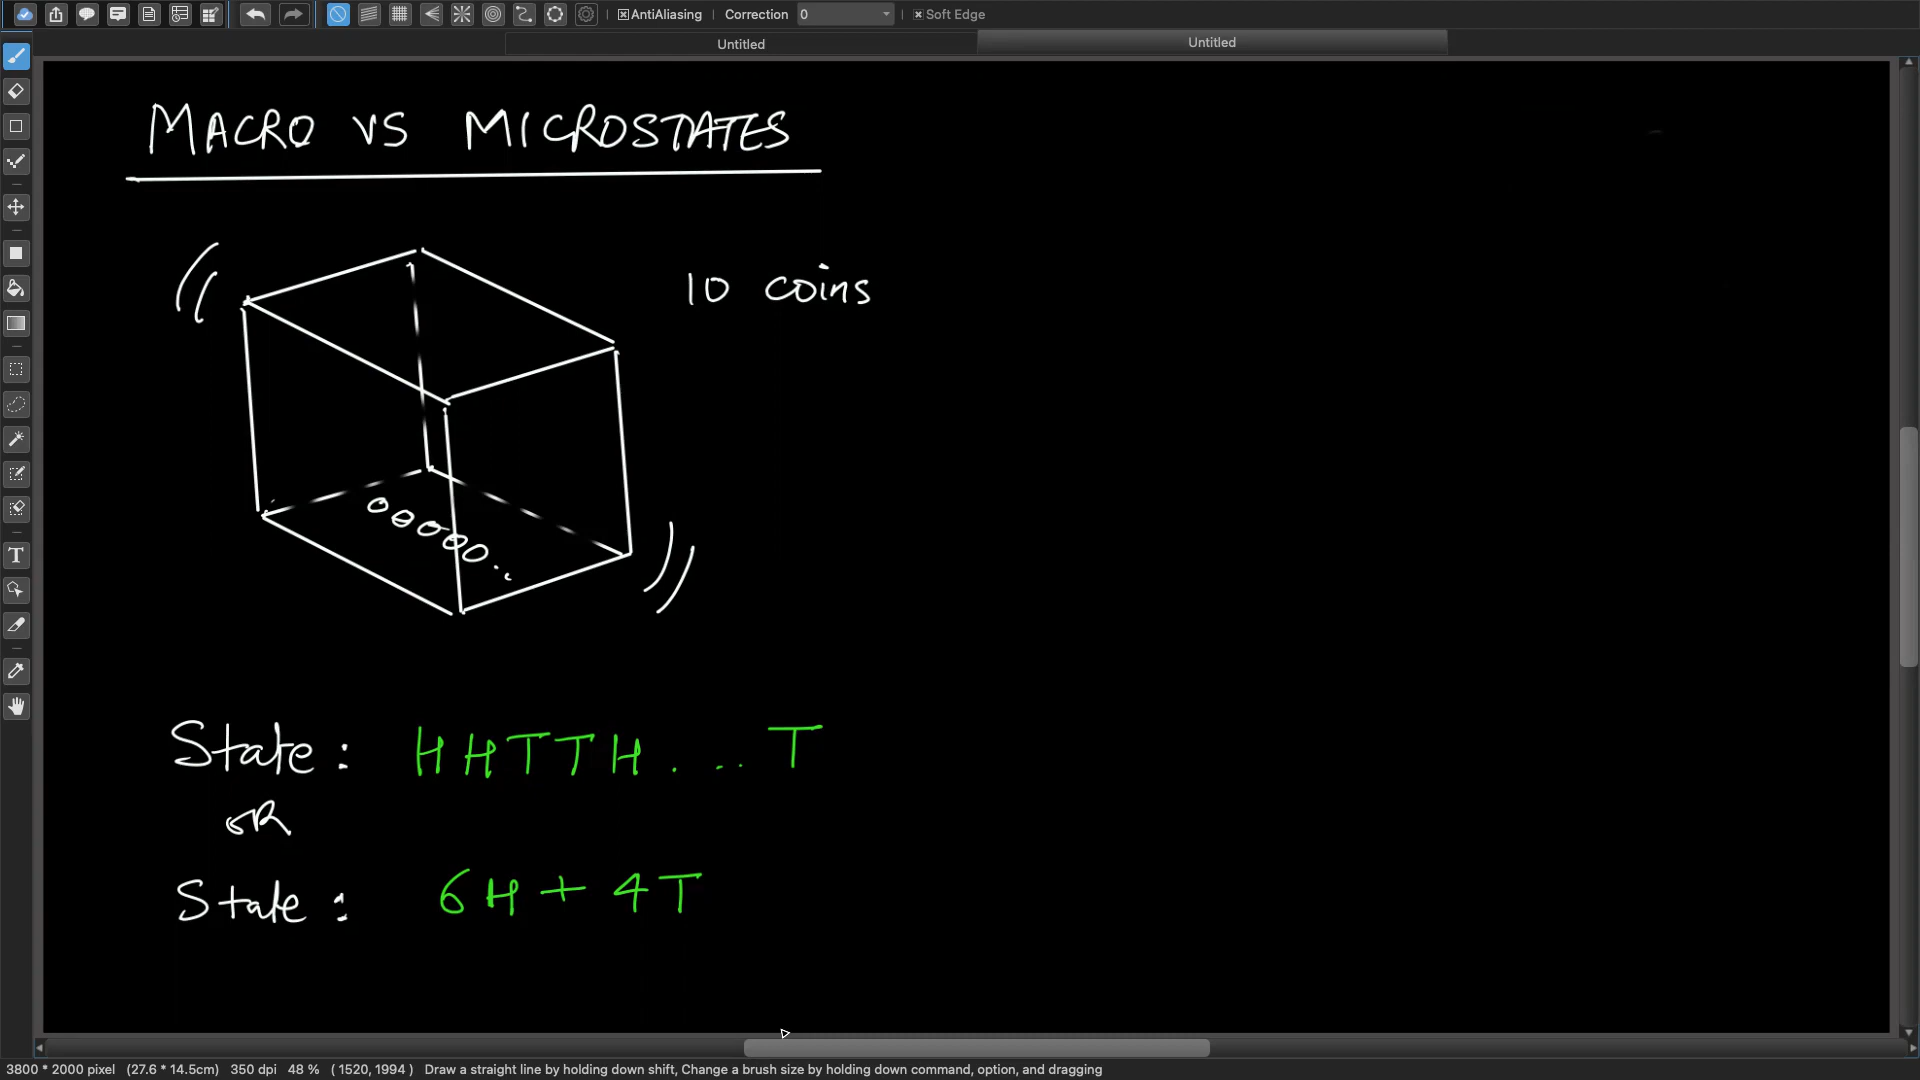 AntiAliasing Correction 0 Soft Edge
Untitled Untitled
MACRO VS MICROSTATES
10 coins
State: HHTTH. ... T
OR
State: 6H + 4T
T
3800 * 2000 pixel (27.6 * 14.5cm) 350 dpi 48 % ( 1520, 1994 ) Draw a straight line by holding down shift, Change a brush size by holding down command, option, and dragging